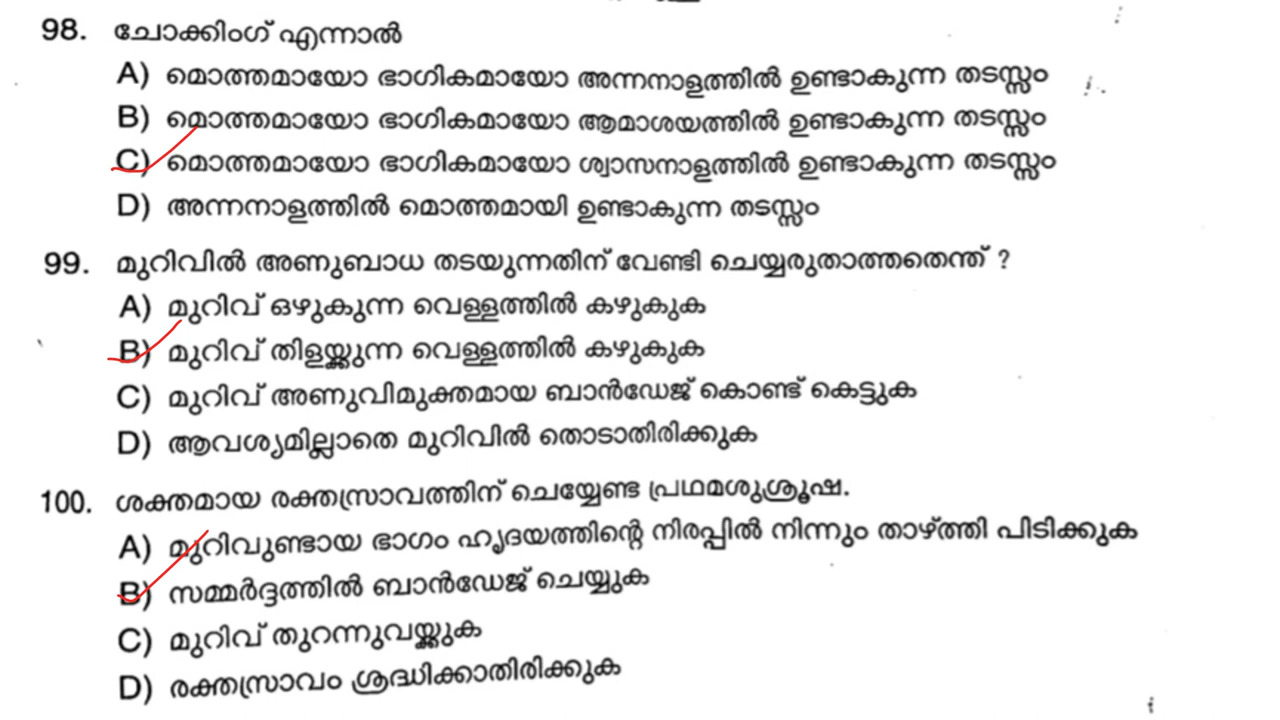 98. ചോക്കിംഗ് എന്നാൽ
A) മൊത്തമായോ ഭാഗികമായോ അന്നനാളത്തിൽ ഉണ്ടാകുന്ന തടസ്സം
B) മൊത്തമായോ ഭാഗികമായോ ആമാശയത്തിൽ ഉണ്ടാകുന്ന തടസ്സം
C) മൊത്തമായോ ഭാഗികമായോ ശ്വാസനാളത്തിൽ ഉണ്ടാകുന്ന തടസ്സം
D) അന്നനാളത്തിൽ മൊത്തമായി ഉണ്ടാകുന്ന തടസ്സം
99. മുറിവിൽ അണുബാധ തടയുന്നതിന് വേണ്ടി ചെയ്യരുതാത്തതെന്ത് ?
A) മുറിവ് ഒഴുകുന്ന വെള്ളത്തിൽ കഴുകുക
B) മുറിവ് തിളയ്ക്കുന്ന വെള്ളത്തിൽ കഴുകുക
C) മുറിവ് അണുവിമുക്തമായ ബാൻഡേജ് കൊണ്ട് കെട്ടുക
D) ആവശ്യമില്ലാതെ മുറിവിൽ തൊടാതിരിക്കുക
100. ശക്തമായ രക്തസ്രാവത്തിന് ചെയ്യേണ്ട പ്രഥമശുശ്രൂഷ.
A) മുറിവുണ്ടായ ഭാഗം ഹൃദയത്തിന്റെ നിരപ്പിൽ നിന്നും താഴ്ത്തി പിടിക്കുക
B) സമ്മർദ്ദത്തിൽ ബാൻഡേജ് ചെയ്യുക
C) മുറിവ് തുറന്നുവയ്ക്കുക
D) രക്തസ്രാവം ശ്രദ്ധിക്കാതിരിക്കുക